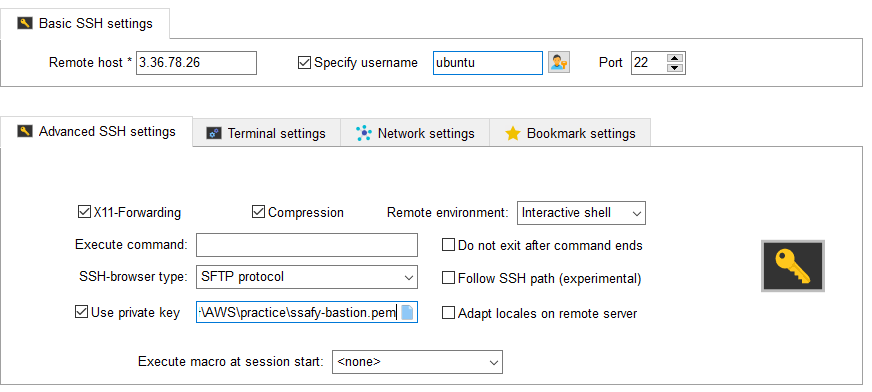 Basic SSH settings
Remote host * 3.36.78.26 Specify username ubuntu Port 22
Advanced SSH settings Terminal settings Network settings Bookmark settings
X11-Forwarding Compression Remote environment: Interactive shell
Execute command: Do not exit after command ends
SSH-browser type: SFTP protocol Follow SSH path (experimental)
Use private key \AWS\practice\ssafy-bastion.pem Adapt locales on remote server
Execute macro at session start: <none>